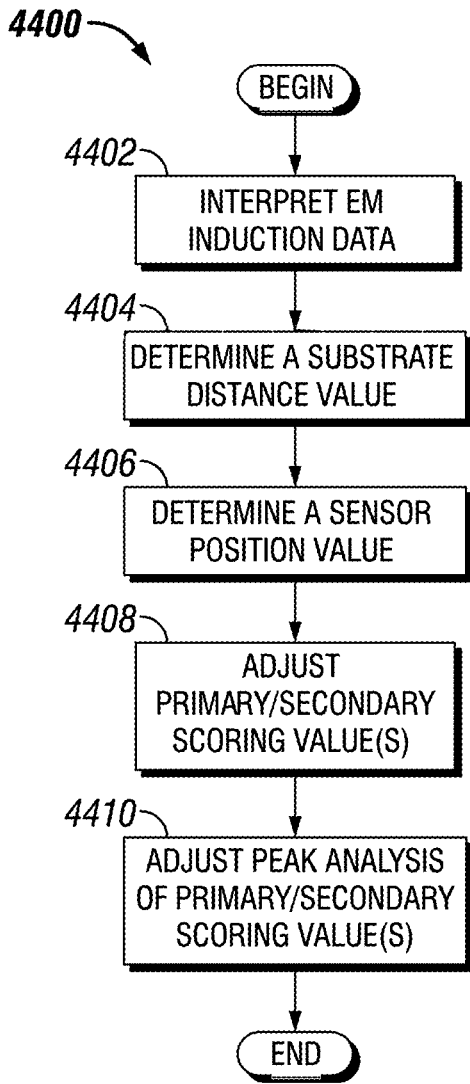 4400
BEGIN
4402
INTERPRET EM
INDUCTION DATA
4404
DETERMINE A SUBSTRATE
DISTANCE VALUE
4406
DETERMINE A SENSOR
POSITION VALUE
4408
ADJUST
PRIMARY/SECONDARY
SCORING VALUE(S)
4410
ADJUST PEAK ANALYSIS
OF PRIMARY/SECONDARY
SCORING VALUE(S)
END